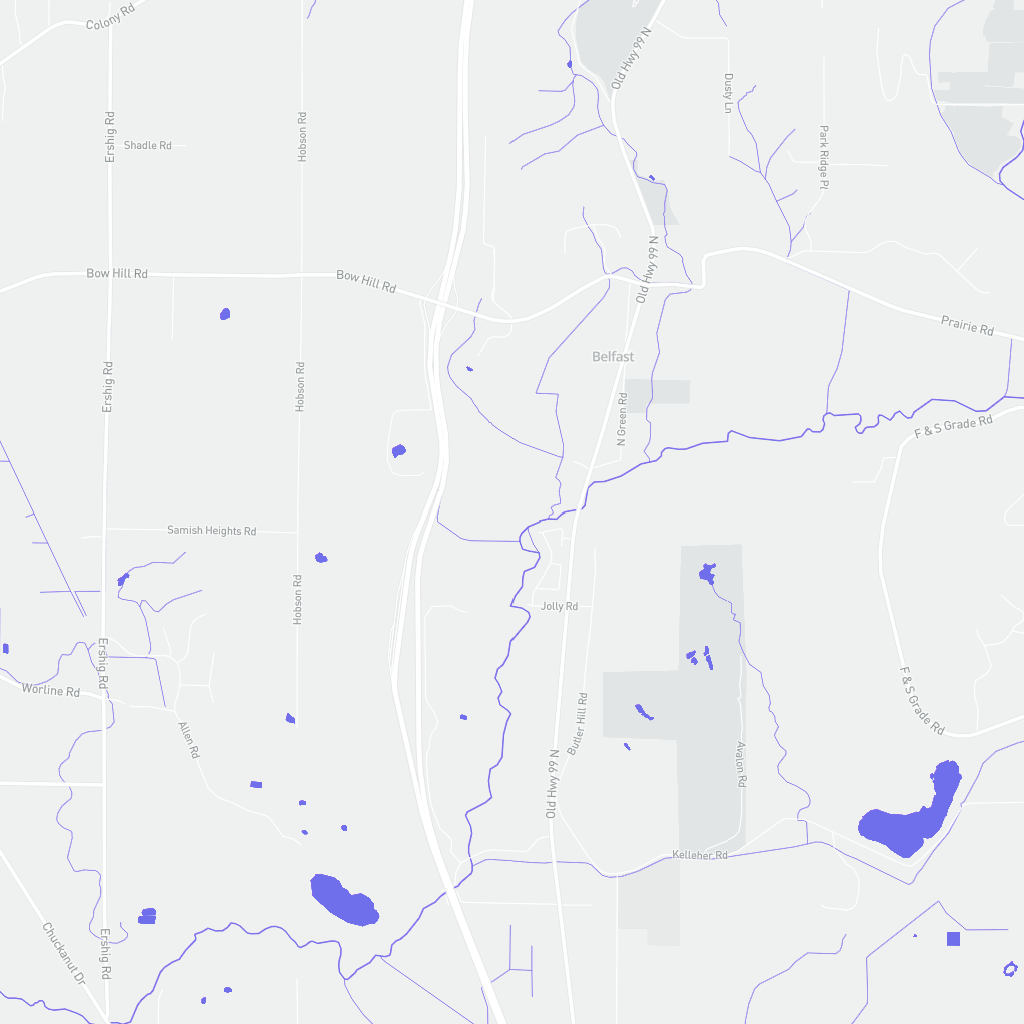 Colony Rd
Old Hwy 99 N
Dusty Ln
Ershig Rd
Hobson Rd
Shadle Rd
Park Ridge Pl
Bow Hill Rd
Bow Hill Rd
Old Hwy 99 N
Prairie Rd
Belfast
Ershig Rd
Hobson Rd
N Green Rd
F & S Grade Rd
Samish Heights Rd
Hobson Rd
Jolly Rd
Ershig Rd
Worline Rd
F & S Grade Rd
Allen Rd
Butler Hill Rd
Avalon Rd
Old Hwy 99 N
Kelleher Rd
Chuckanut Dr
Ershig Rd